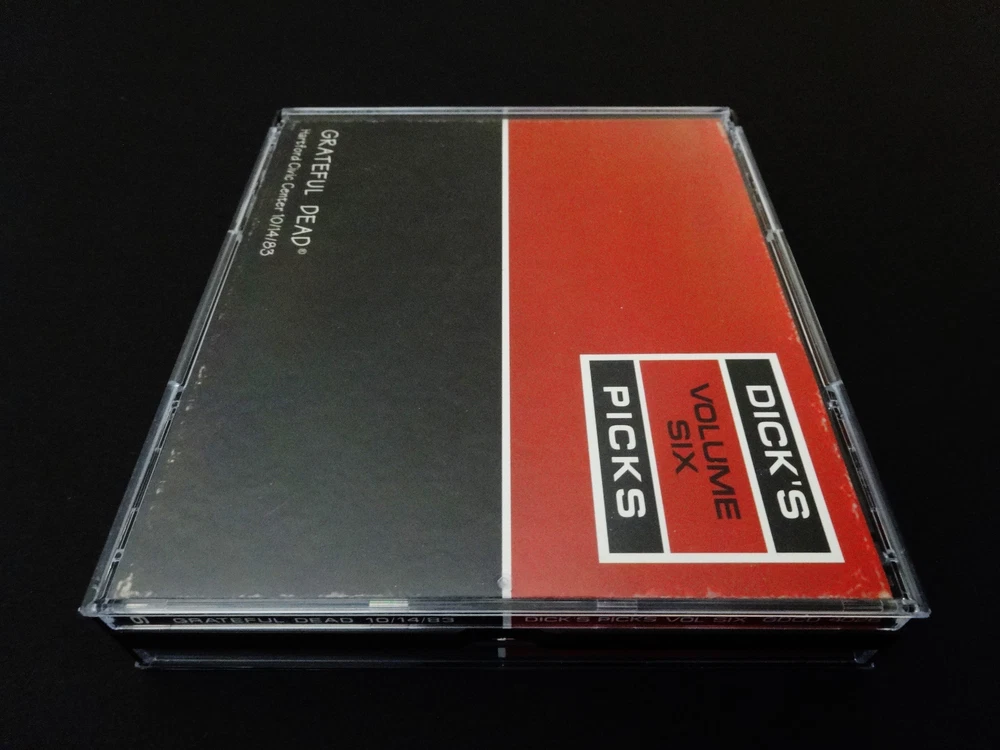 GRATEFUL DEAD®
Hartford Civic Center 10/14/83
DICK'S
VOLUME
SIX
PICKS
GRATEFUL DEAD 10/14/83
DICK'S PICKS VOL SIX